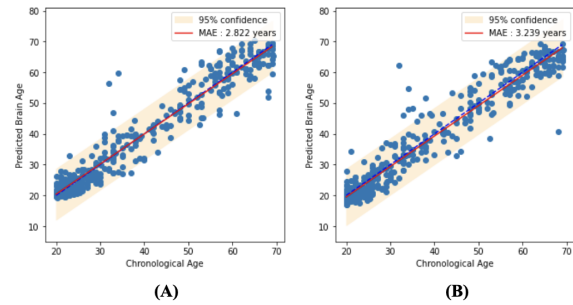 95% confidence
MAE : 2.822 years
80
70
60
50
40
30
20
10
Predicted Brain Age
20 30 40 50 60 70
Chronological Age
(A)
95% confidence
MAE : 3.239 years
80
70
60
50
40
30
20
10
Predicted Brain Age
20 30 40 50 60 70
Chronological Age
(B)